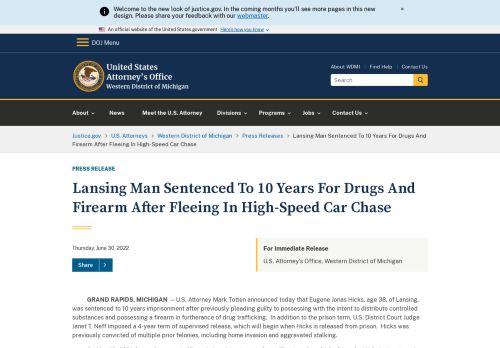 Welcome to the new look of justice.gov. In the coming months you'll see more pages in this new
design. Please share your feedback with our webmaster.
×
An official website of the United States government Here's how you know
DOJ Menu
United States
Attorney's Office
Western District of Michigan
About WDMI | Find Help | Contact Us
Search
About
News
Meet the U.S. Attorney
Divisions
Programs
Jobs
Contact Us
Justice.gov > U.S. Attorneys > Western District of Michigan > Press Releases > Lansing Man Sentenced To 10 Years For Drugs And
Firearm After Fleeing In High-Speed Car Chase
PRESS RELEASE
Lansing Man Sentenced To 10 Years For Drugs And
Firearm After Fleeing In High-Speed Car Chase
Thursday, June 30, 2022
Share >
For Immediate Release
U.S. Attorney's Office, Western District of Michigan
GRAND RAPIDS, MICHIGAN — U.S. Attorney Mark Totten announced today that Eugene Jonas Hicks, age 38, of Lansing,
was sentenced to 10 years imprisonment after previously pleading guilty to possessing with the intent to distribute controlled
substances and possessing a firearm in furtherance of drug trafficking. In addition to the prison term, U.S. District Court Judge
Janet T. Neff imposed a 4-year term of supervised release, which will begin when Hicks is released from prison. Hicks was
previously convicted of multiple prior felonies, including home invasion and aggravated stalking.